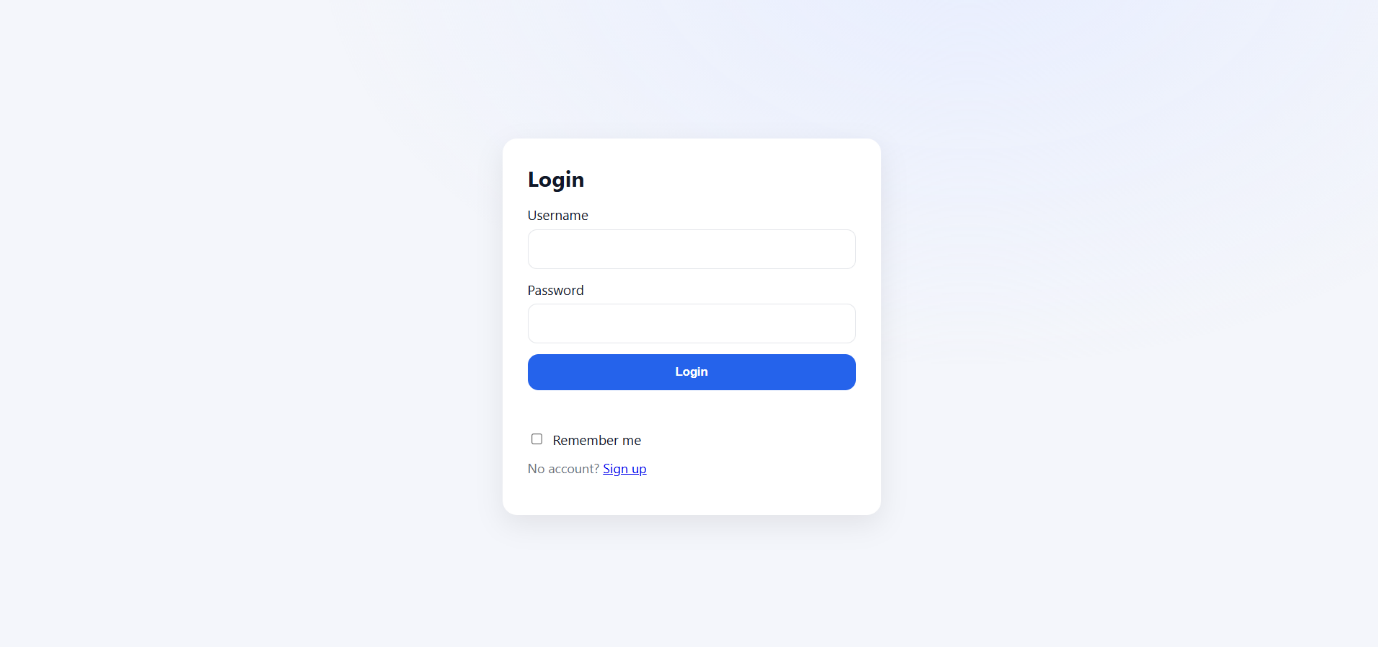 Login
Username
Password
Login
Remember me
No account? Sign up